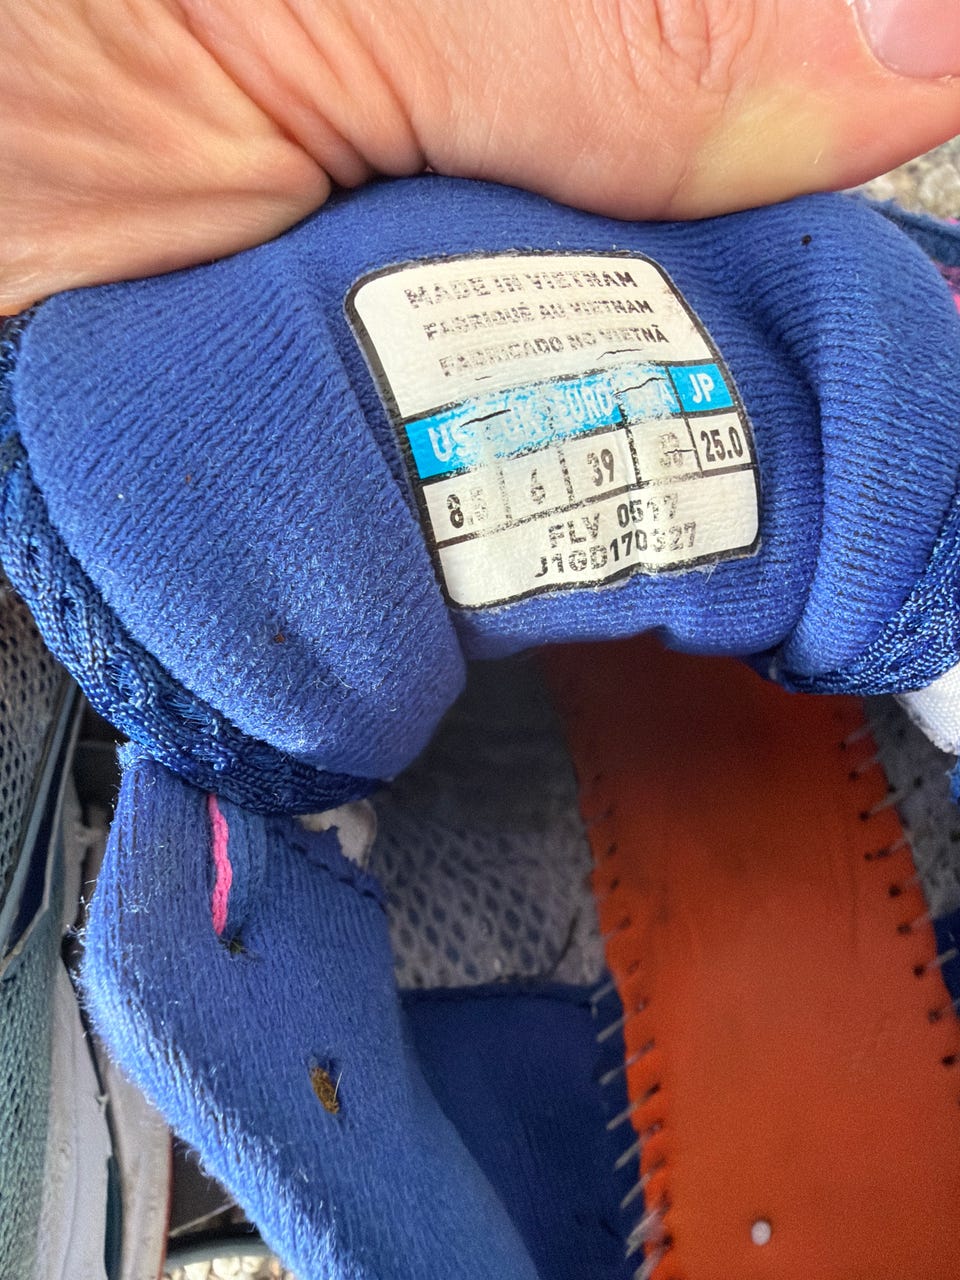 MADE IN VIETNAM
FABRIQUÉ AU VIETNAM
FABRICADO NO VIETNÃ
US UK EURO JP
8.5 6 39 25.0
FLV 0517
J1GD170327